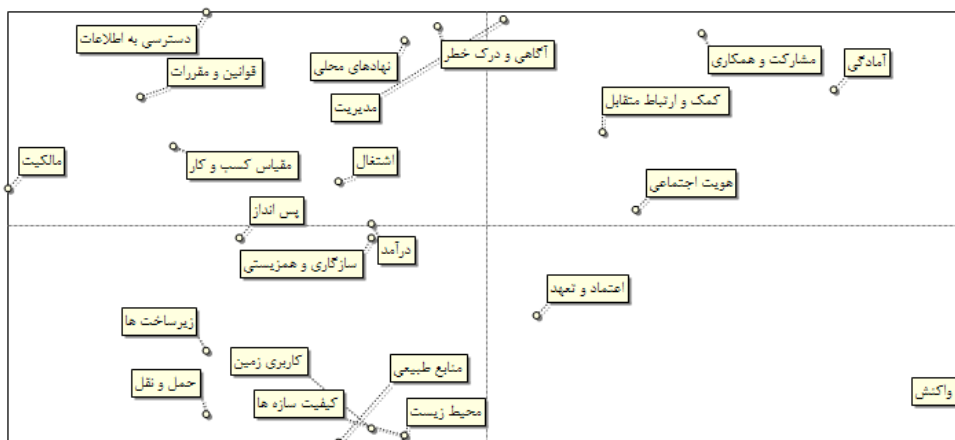 دسترسی به اطلاعات
آگاهی و درک خطر
مشارکت و همکاری
آمادگی
نهادهای محلی
قوانین و مقررات
کمک و ارتباط متقابل
مدیریت
مالکیت
مقیاس کسب و کار
اشتغال
هویت اجتماعی
پس انداز
درآمد
سازگاری و همزیستی
اعتماد و تعهد
زیرساخت ها
کاربری زمین
منابع طبیعی
حمل و نقل
کیفیت سازه ها
محیط زیست
واکنش